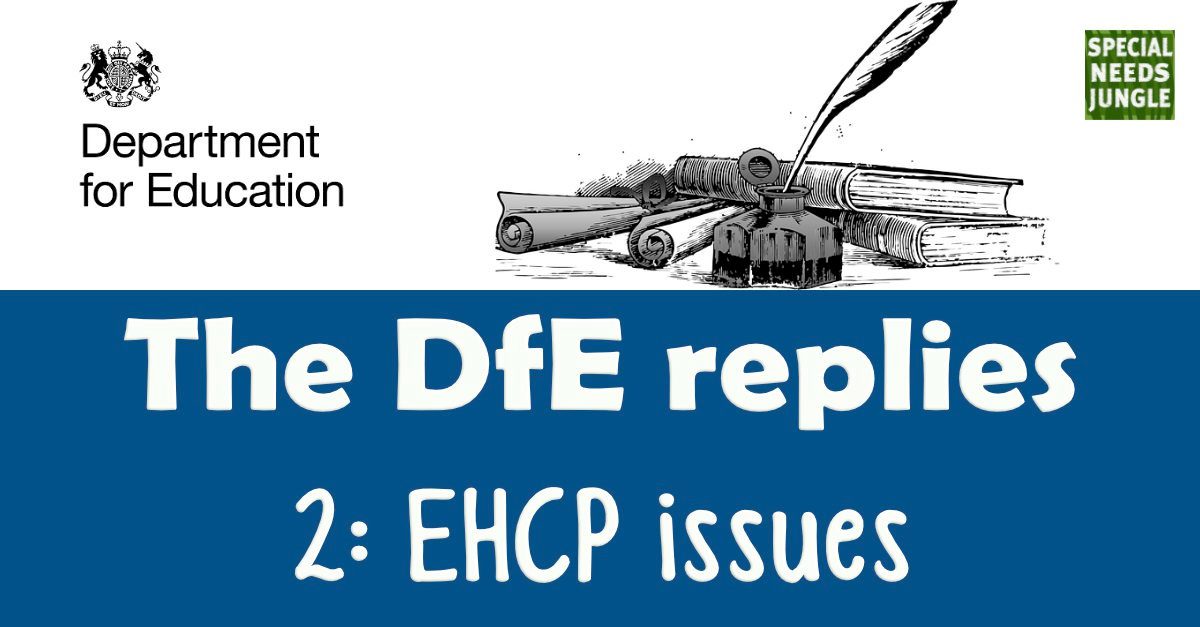 Department
for Education
SPECIAL
NEEDS
JUNGLE
The DfE replies
2: EHCP issues